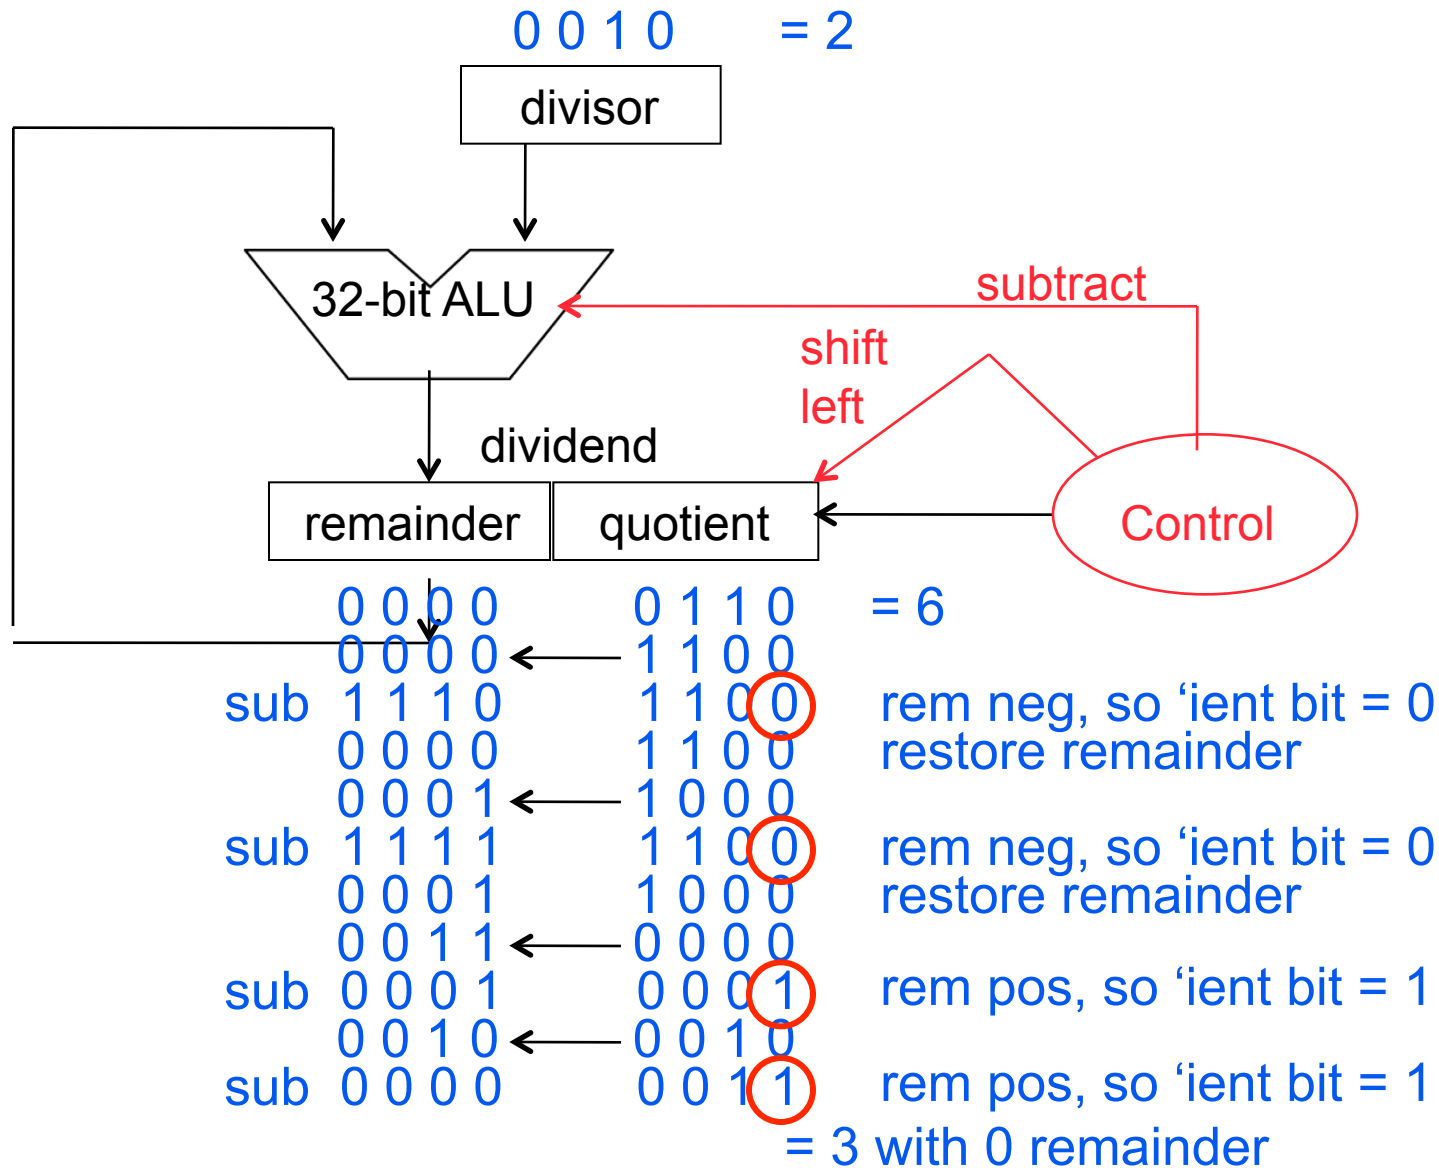 0 0 1 0 = 2
divisor
32-bit ALU
subtract
shift
left
dividend
remainder quotient
Control
0 0 0 0 0 1 1 0 = 6
0 0 0 0 1 1 0 0
sub 1 1 1 0 1 1 0 0 rem neg, so ‘ient bit = 0
0 0 0 0 1 1 0 0 restore remainder
0 0 0 1 1 0 0 0
sub 1 1 1 1 1 1 0 0 rem neg, so ‘ient bit = 0
0 0 0 1 1 0 0 0 restore remainder
0 0 1 1 0 0 0 0
sub 0 0 0 1 0 0 0 1 rem pos, so ‘ient bit = 1
0 0 1 0 0 0 1 0
sub 0 0 0 0 0 0 1 1 rem pos, so ‘ient bit = 1
= 3 with 0 remainder